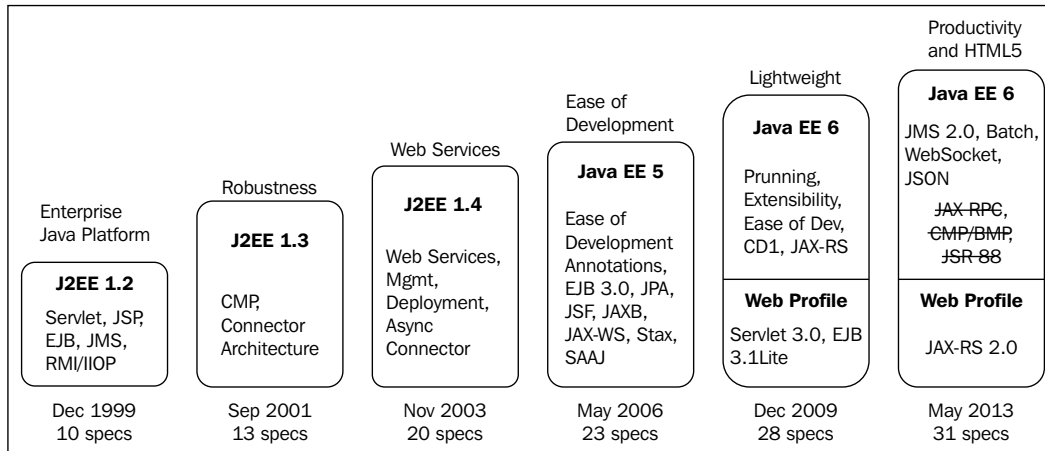 Enterprise
Java Platform
J2EE 1.2
Servlet, JSP,
EJB, JMS,
RMI/IIOP
Dec 1999
10 specs
Robustness
J2EE 1.3
CMP,
Connector
Architecture
Sep 2001
13 specs
Web Services
J2EE 1.4
Web Services,
Mgmt,
Deployment,
Async
Connector
Nov 2003
20 specs
Ease of
Development
Java EE 5
Ease of
Development
Annotations,
EJB 3.0, JPA,
JSF, JAXB,
JAX-WS, Stax,
SAAJ
May 2006
23 specs
Lightweight
Java EE 6
Prunning,
Extensibility,
Ease of Dev,
CD1, JAX-RS
Web Profile
Servlet 3.0, EJB
3.1Lite
Dec 2009
28 specs
Productivity
and HTML5
Java EE 6
JMS 2.0, Batch,
WebSocket,
JSON
JAX RPC,
CMP/BMP,
JSR 88
Web Profile
JAX-RS 2.0
May 2013
31 specs